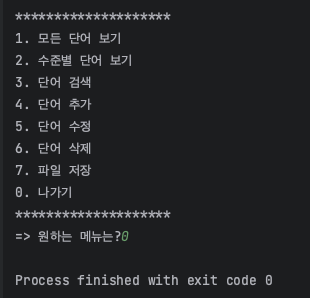 ********************
1. 모든 단어 보기
2. 수준별 단어 보기
3. 단어 검색
4. 단어 추가
5. 단어 수정
6. 단어 삭제
7. 파일 저장
0. 나가기
********************
=> 원하는 메뉴는?0
Process finished with exit code 0